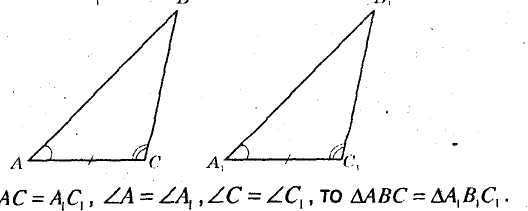 B B₁
A C A₁ C₁
AC = A₁C₁, ∠A = ∠A₁, ∠C = ∠C₁, то ΔABC = ΔA₁B₁C₁.